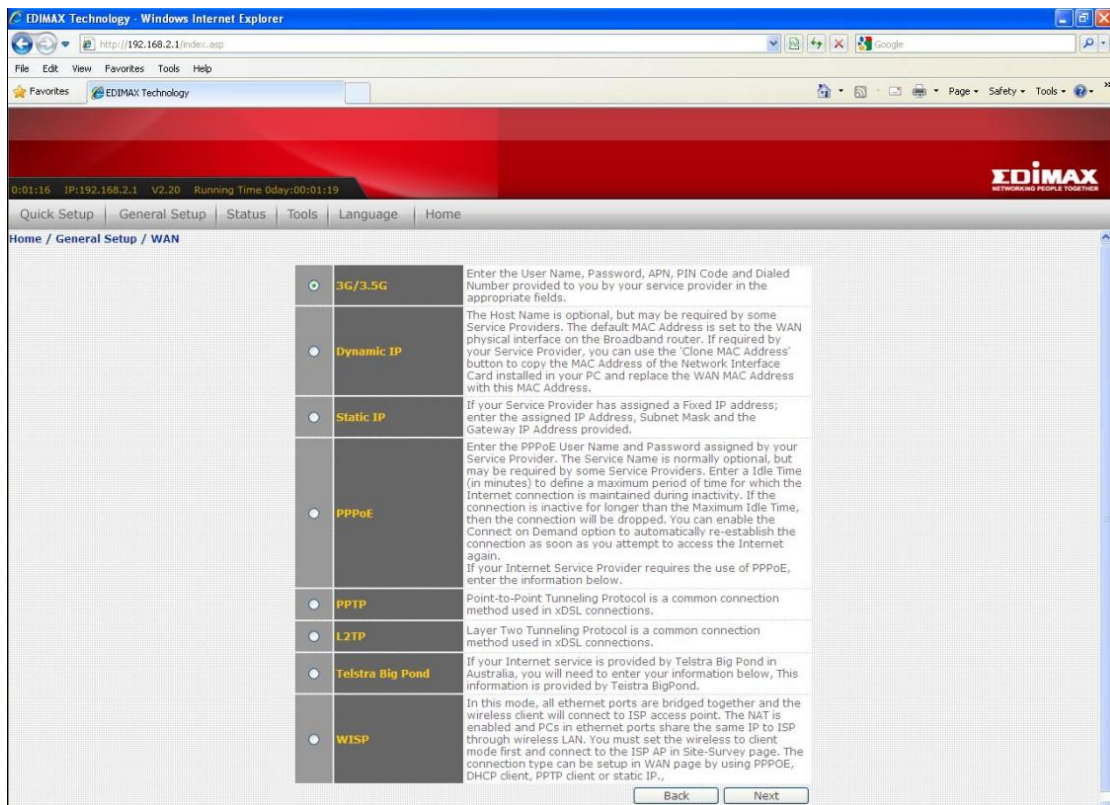 EDIMAX Technology - Windows Internet Explorer
http://192.168.2.1/index.asp
Google
File Edit View Favorites Tools Help
Favorites
EDIMAX Technology
Page Safety Tools
EDIMAX
NETWORKING PEOPLE TOGETHER
0:01:16 IP:192.168.2.1 V2.20 Running Time 0day:00:01:19
Quick Setup General Setup Status Tools Language Home
Home / General Setup / WAN
3G/3.5G
Enter the User Name, Password, APN, PIN Code and Dialed
Number provided to you by your service provider in the
appropriate fields.
Dynamic IP
The Host Name is optional, but may be required by some
Service Providers. The default MAC Address is set to the WAN
physical interface on the Broadband router. If required by
your Service Provider, you can use the 'Clone MAC Address'
button to copy the MAC Address of the Network Interface
Card installed in your PC and replace the WAN MAC Address
with this MAC Address.
Static IP
If your Service Provider has assigned a Fixed IP address;
enter the assigned IP Address, Subnet Mask and the
Gateway IP Address provided.
PPPoE
Enter the PPPoE User Name and Password assigned by your
Service Provider. The Service Name is normally optional, but
may be required by some Service Providers. Enter a Idle Time
(in minutes) to define a maximum period of time for which the
Internet connection is maintained during inactivity. If the
connection is inactive for longer than the Maximum Idle Time,
then the connection will be dropped. You can enable the
Connect on Demand option to automatically re-establish the
connection as soon as you attempt to access the Internet
again.
If your Internet Service Provider requires the use of PPPoE,
enter the information below.
PPTP
Point-to-Point Tunneling Protocol is a common connection
method used in xDSL connections.
L2TP
Layer Two Tunneling Protocol is a common connection
method used in xDSL connections.
Telstra Big Pond
If your Internet service is provided by Telstra Big Pond in
Australia, you will need to enter your information below, This
information is provided by Teistra BigPond.
WISP
In this mode, all ethernet ports are bridged together and the
wireless client will connect to ISP access point. The NAT is
enabled and PCs in ethernet ports share the same IP to ISP
through wireless LAN. You must set the wireless to client
mode first and connect to the ISP AP in Site-Survey page. The
connection type can be setup in WAN page by using PPPOE,
DHCP client, PPTP client or static IP.,
Back Next